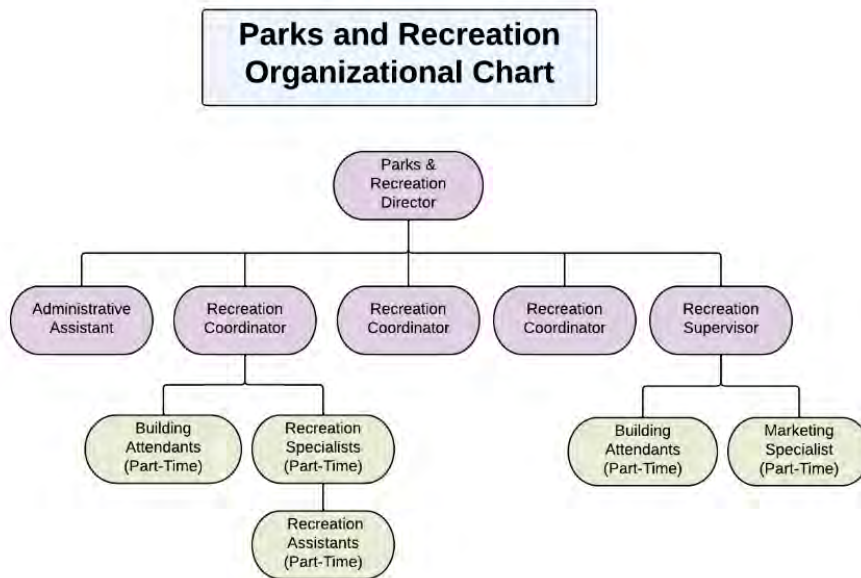 Parks and Recreation
Organizational Chart
Parks &
Recreation
Director
Administrative
Assistant
Recreation
Coordinator
Recreation
Coordinator
Recreation
Coordinator
Recreation
Supervisor
Building
Attendants
(Part-Time)
Recreation
Specialists
(Part-Time)
Building
Attendants
(Part-Time)
Marketing
Specialist
(Part-Time)
Recreation
Assistants
(Part-Time)